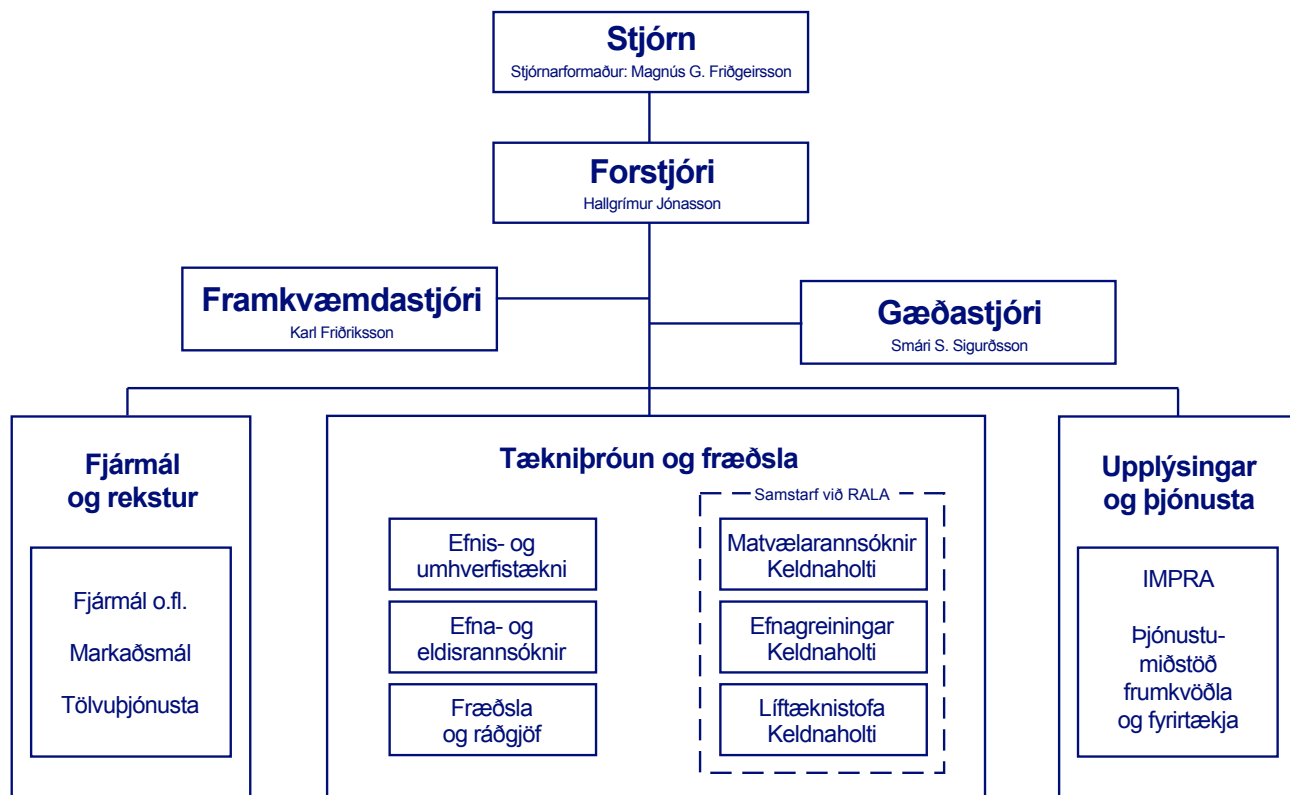 Stjórn
Stjórnarformaður: Magnús G. Friðgeirsson
Forstjóri
Hallgrímur Jónasson
Framkvæmdastjóri
Karl Friðriksson
Gæðastjóri
Smári S. Sigurðsson
Fjármál
og rekstur
Fjármál o.fl.
Markaðsmál
Tölvuþjónusta
Tækniþróun og fræðsla
Efnis- og
umhverfistækni
Efna- og
eldisrannsóknir
Fræðsla
og ráðgjöf
Samstarf við RALA
Matvælarannsóknir
Keldnaholti
Efnagreiningar
Keldnaholti
Líftæknistofa
Keldnaholti
Upplýsingar
og þjónusta
IMPRA
Þjónustu-
miðstöð
frumkvöðla
og fyrirtækja